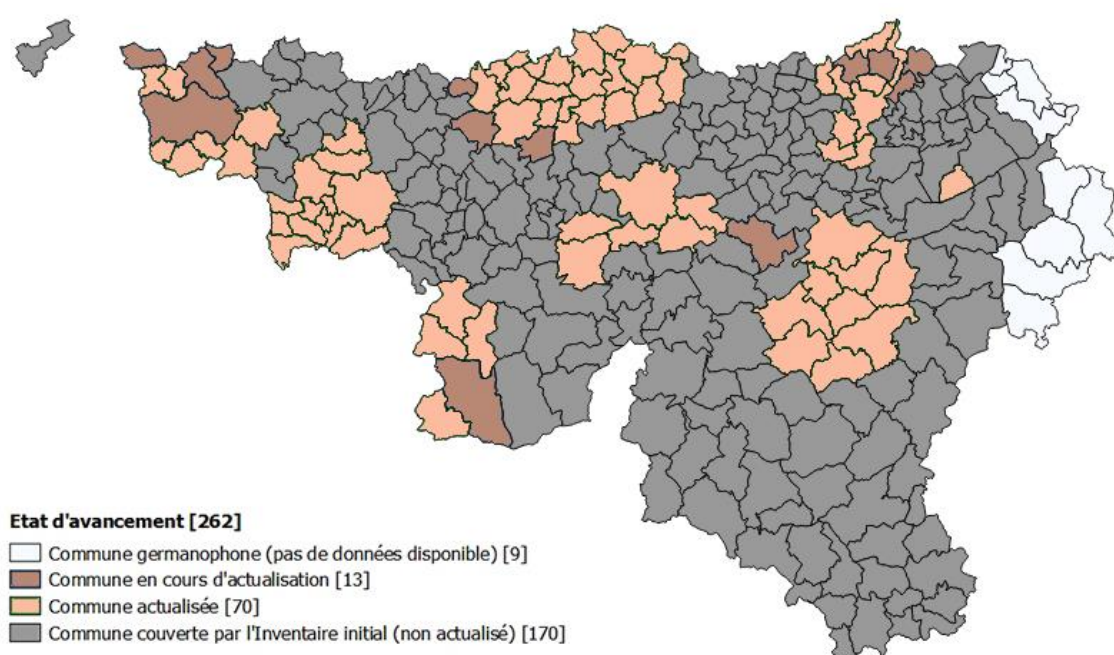 Etat d'avancement [262]
Commune germanophone (pas de données disponible) [9]
Commune en cours d'actualisation [13]
Commune actualisée [70]
Commune couverte par l'Inventaire initial (non actualisé) [170]